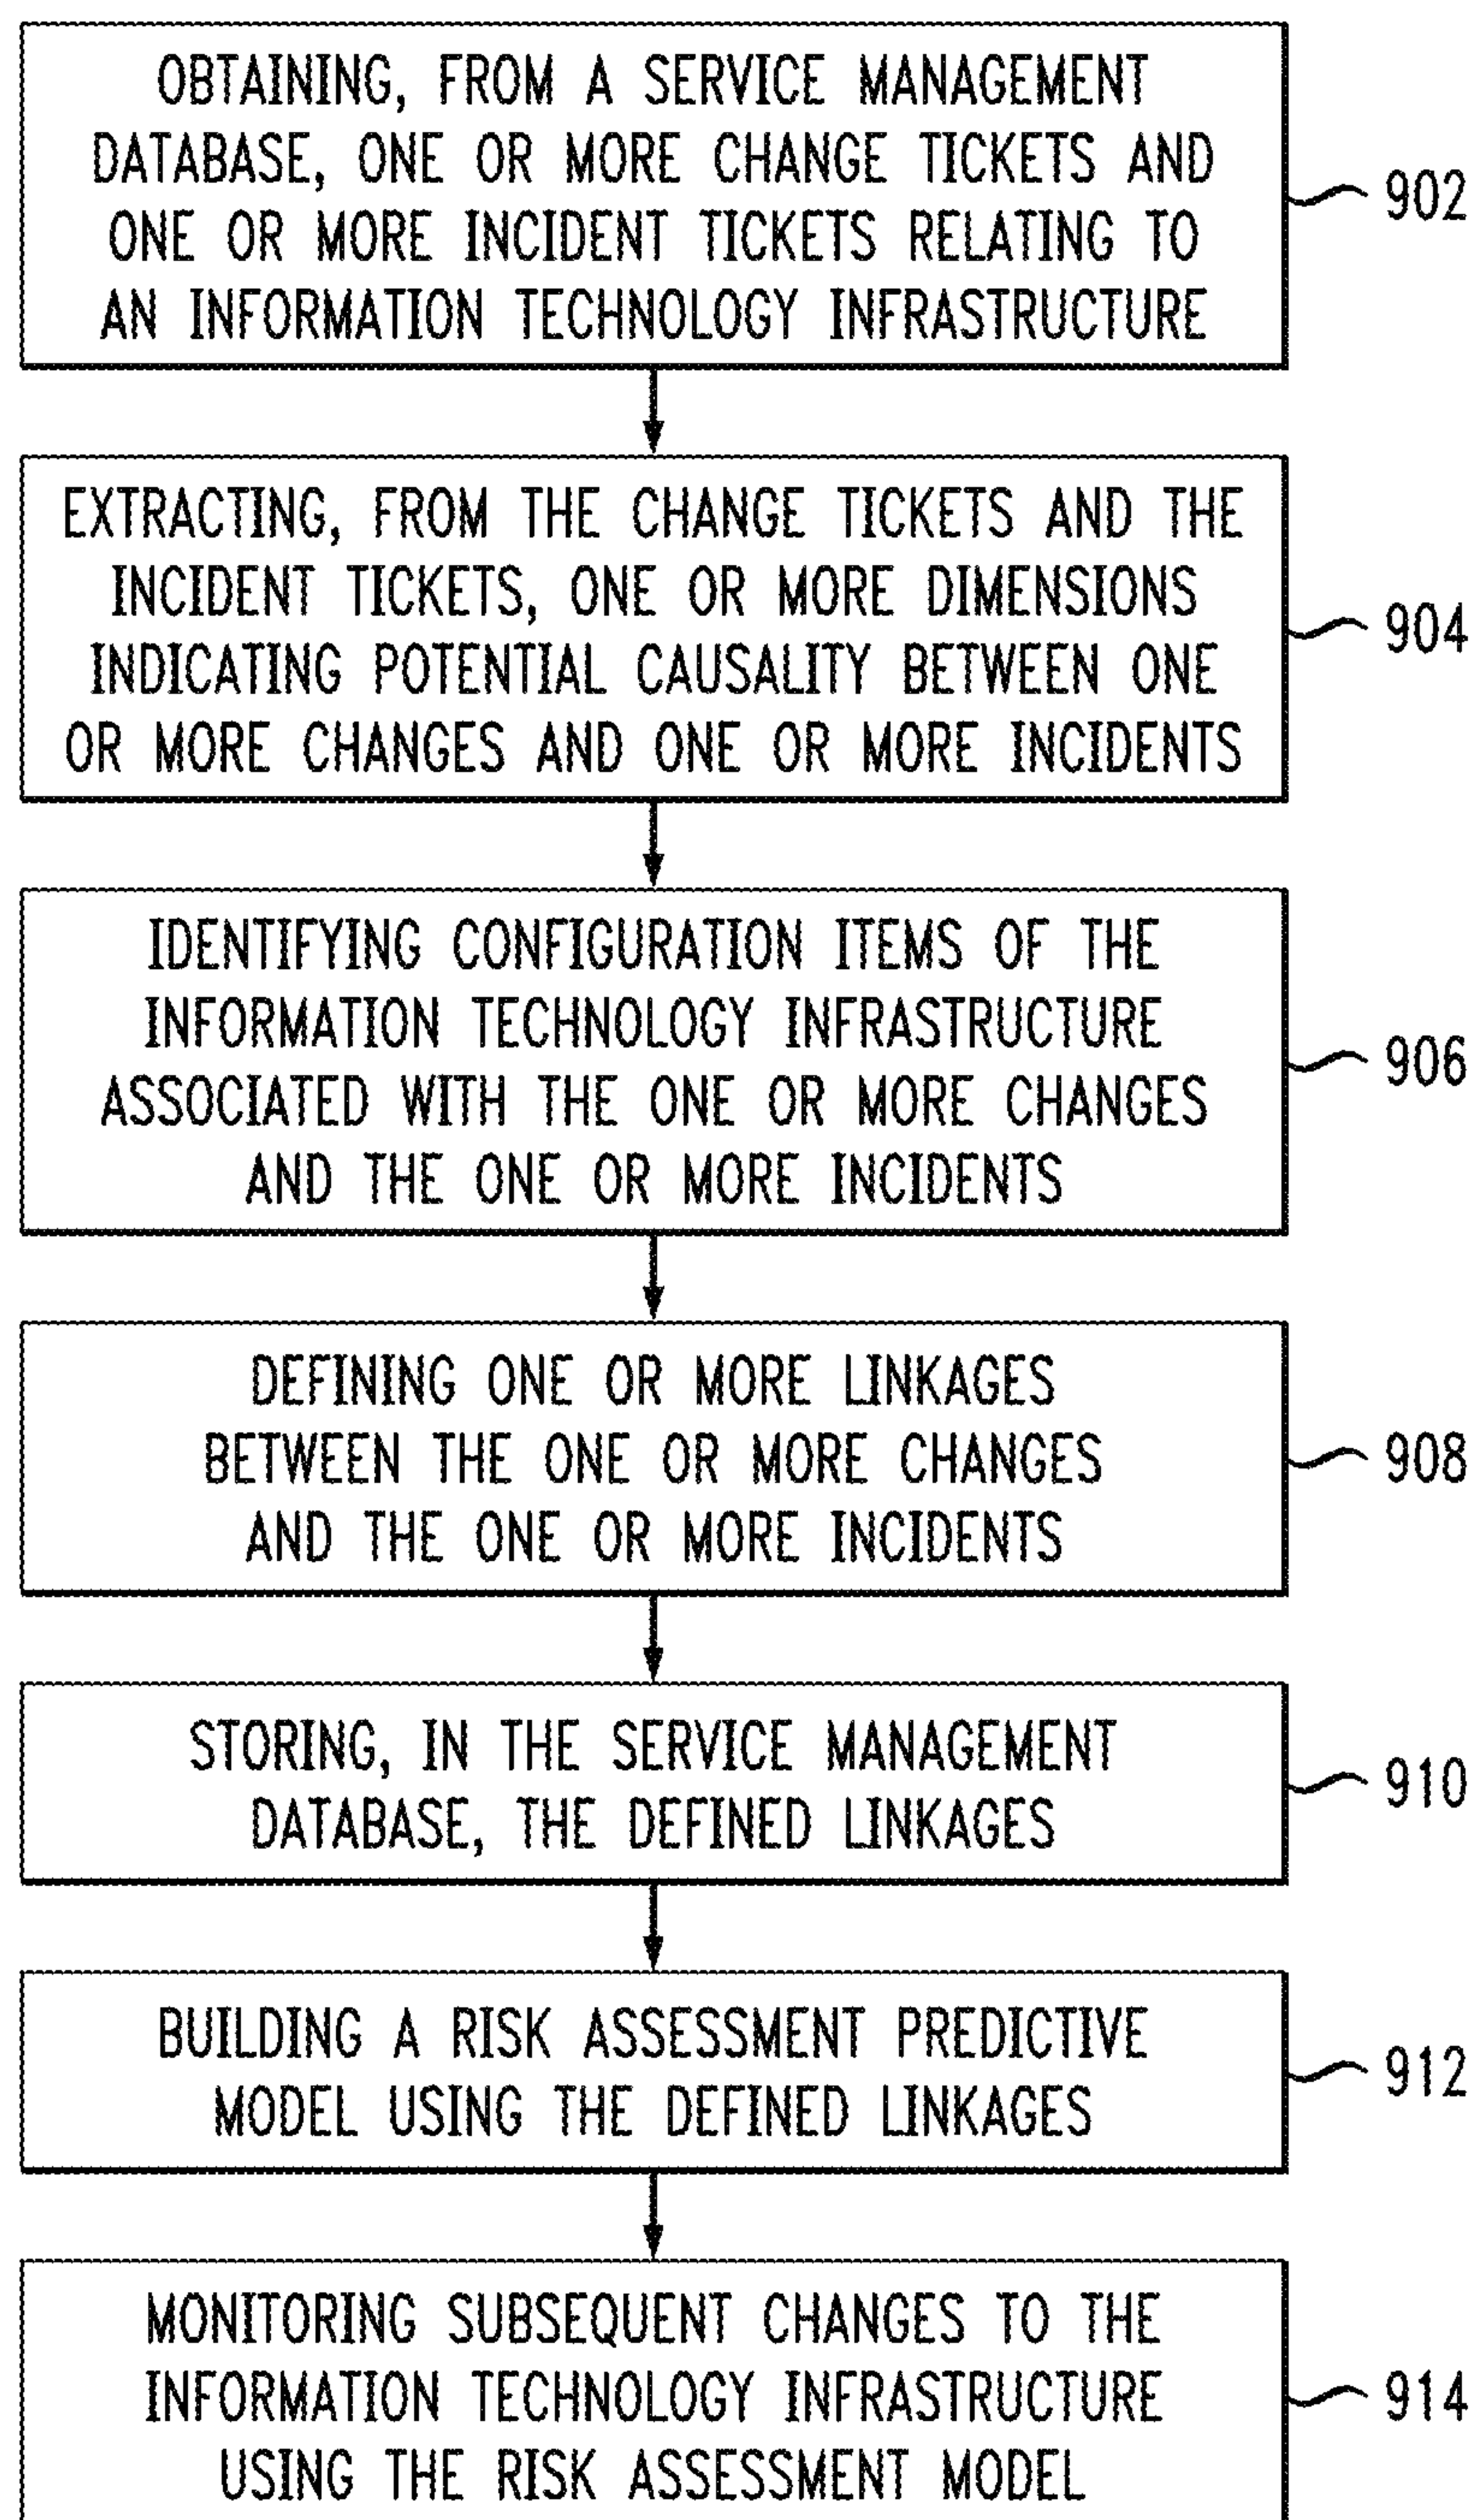 OBTAINING, FROM A SERVICE MANAGEMENT
DATABASE, ONE OR MORE CHANGE TICKETS AND
ONE OR MORE INCIDENT TICKETS RELATING TO
AN INFORMATION TECHNOLOGY INFRASTRUCTURE
902
EXTRACTING, FROM THE CHANGE TICKETS AND THE
INCIDENT TICKETS, ONE OR MORE DIMENSIONS
INDICATING POTENTIAL CAUSALITY BETWEEN ONE
OR MORE CHANGES AND ONE OR MORE INCIDENTS
904
IDENTIFYING CONFIGURATION ITEMS OF THE
INFORMATION TECHNOLOGY INFRASTRUCTURE
ASSOCIATED WITH THE ONE OR MORE CHANGES
AND THE ONE OR MORE INCIDENTS
906
DEFINING ONE OR MORE LINKAGES
BETWEEN THE ONE OR MORE CHANGES
AND THE ONE OR MORE INCIDENTS
908
STORING, IN THE SERVICE MANAGEMENT
DATABASE, THE DEFINED LINKAGES
910
BUILDING A RISK ASSESSMENT PREDICTIVE
MODEL USING THE DEFINED LINKAGES
912
MONITORING SUBSEQUENT CHANGES TO THE
INFORMATION TECHNOLOGY INFRASTRUCTURE
USING THE RISK ASSESSMENT MODEL
914